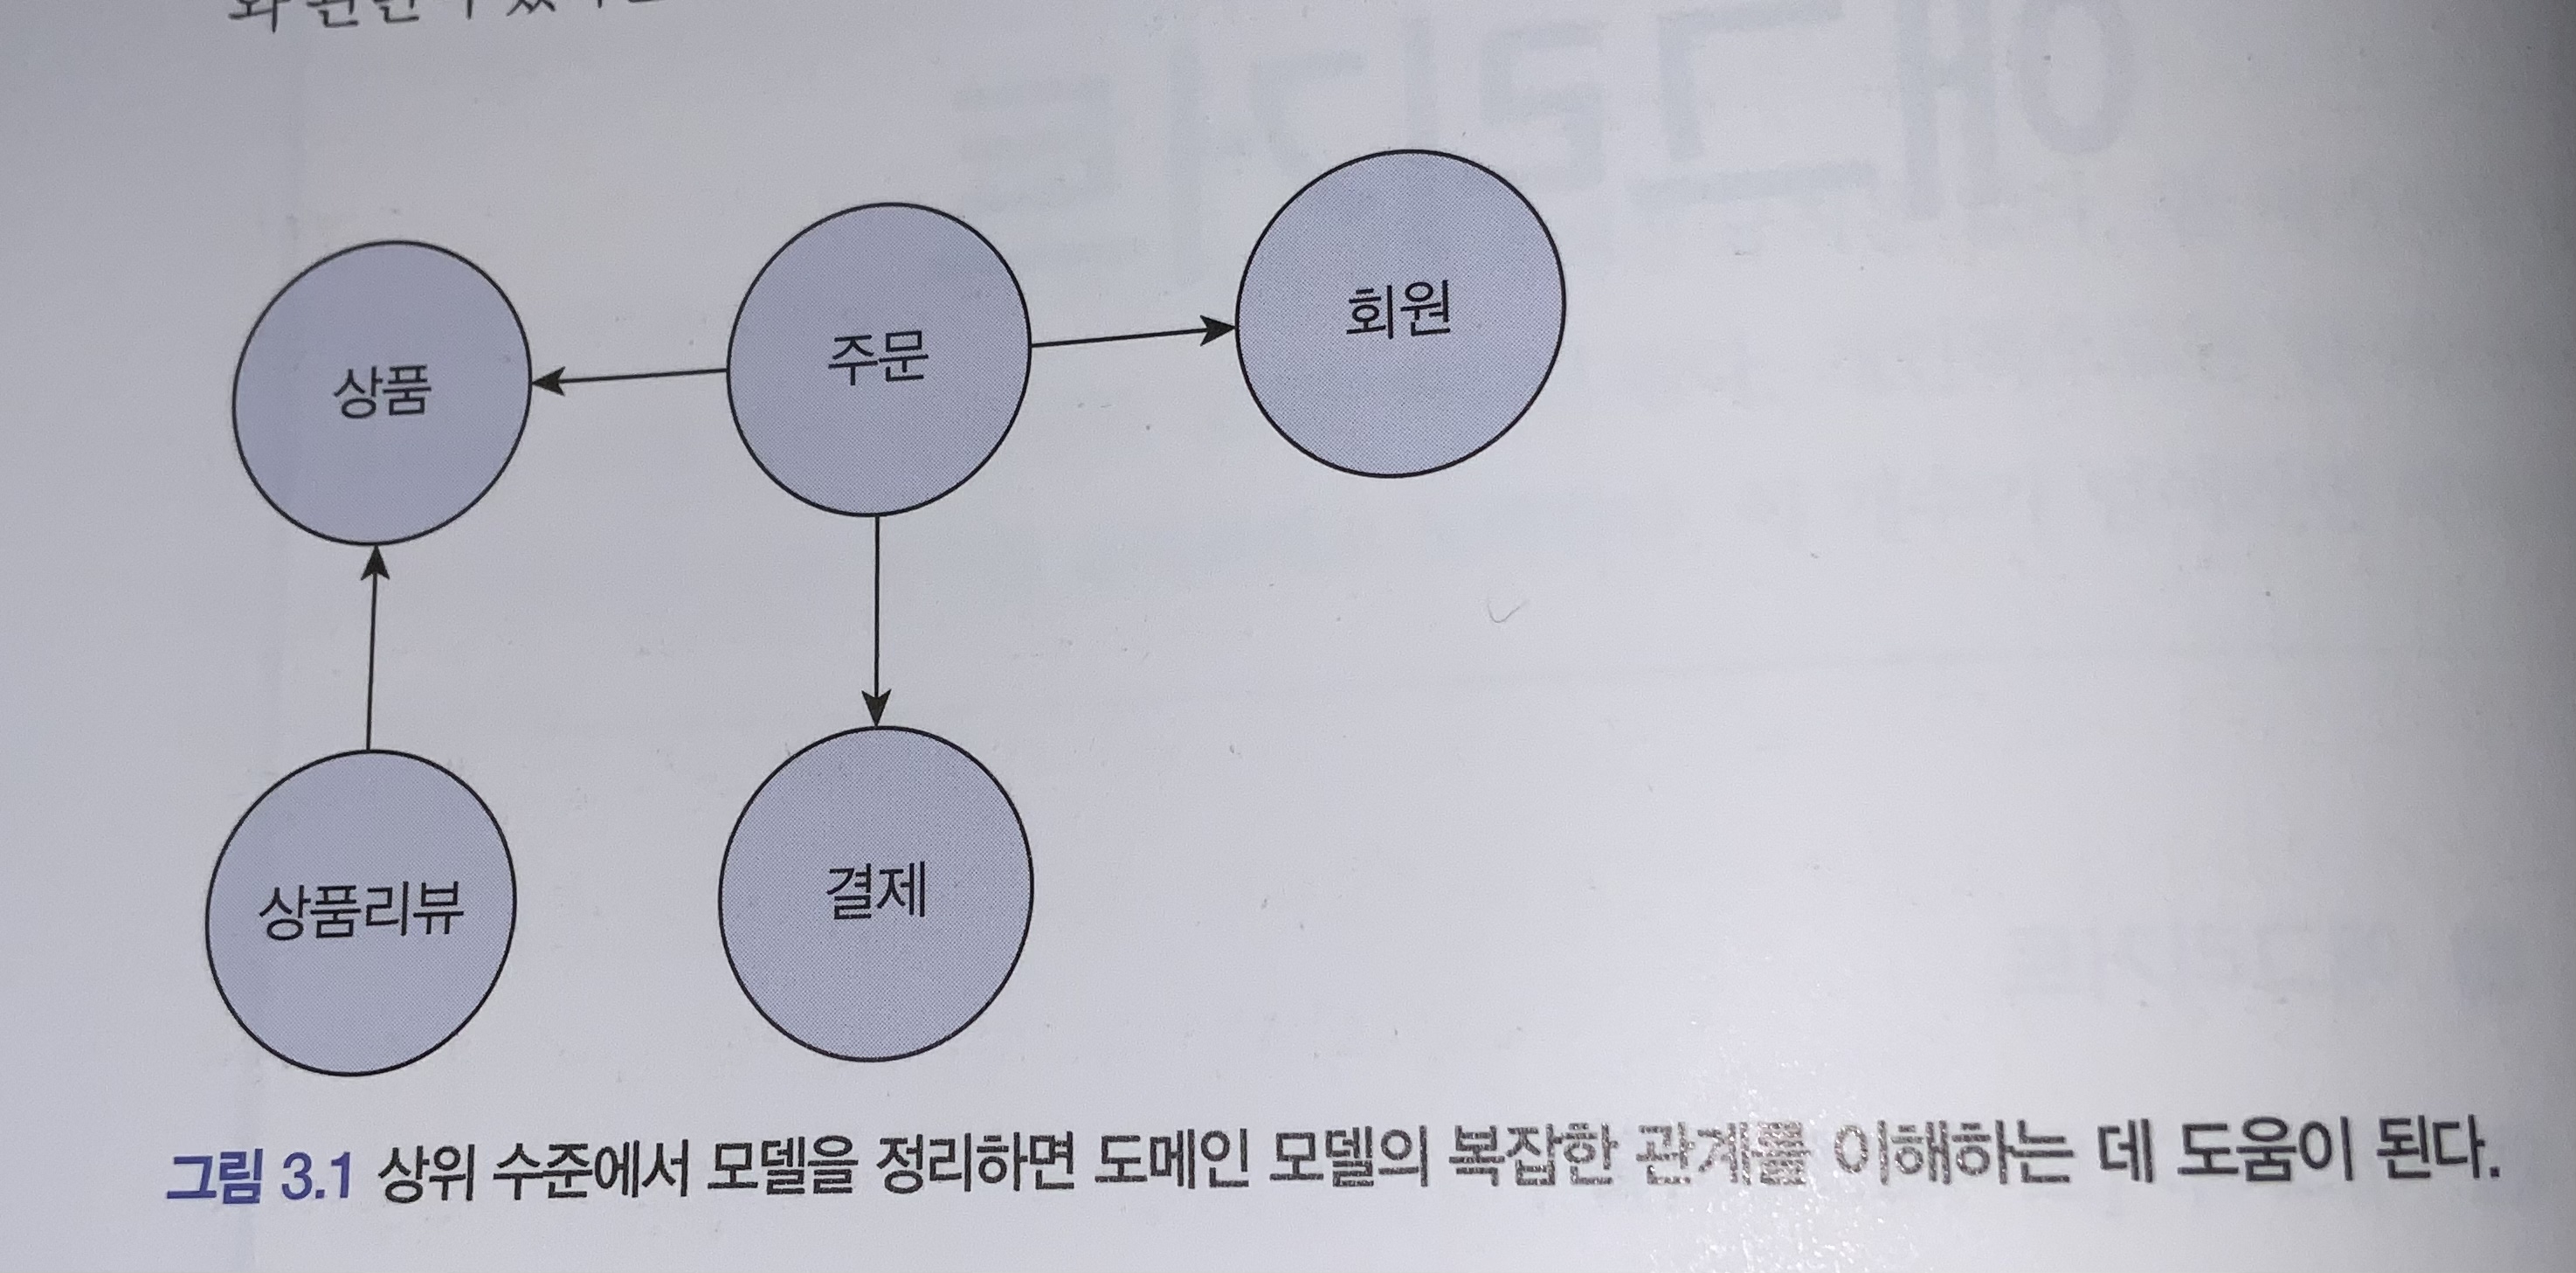 상품
주문
회원
상품리뷰
결제
그림 3.1 상위 수준에서 모델을 정리하면 도메인 모델의 복잡한 관계를 이해하는 데 도움이 된다.